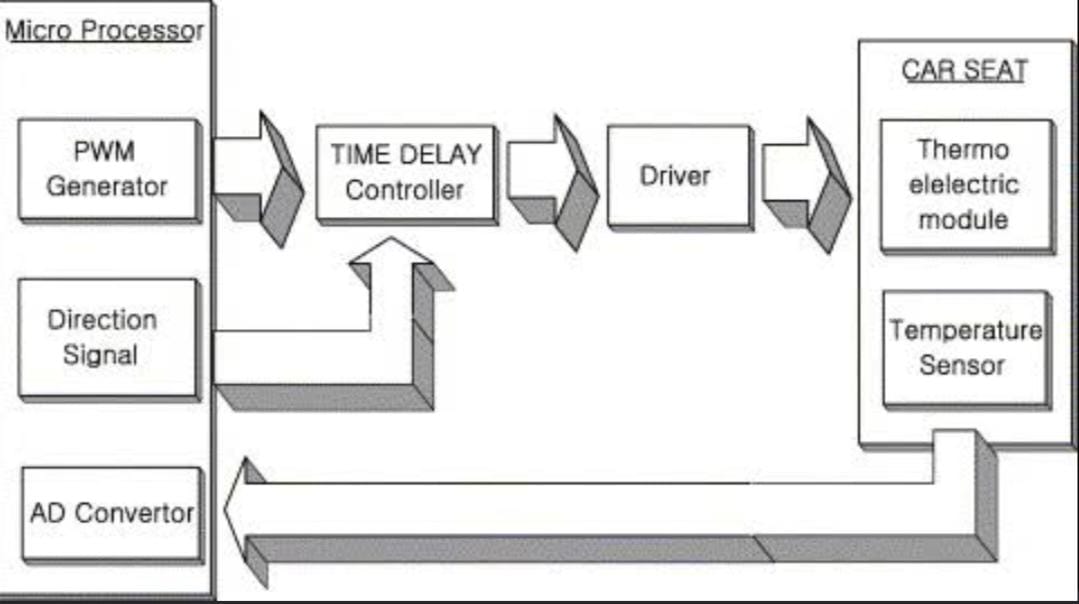 Micro Processor
PWM
Generator
Direction
Signal
AD Convertor
TIME DELAY
Controller
Driver
CAR SEAT
Thermo
elelectric
module
Temperature
Sensor